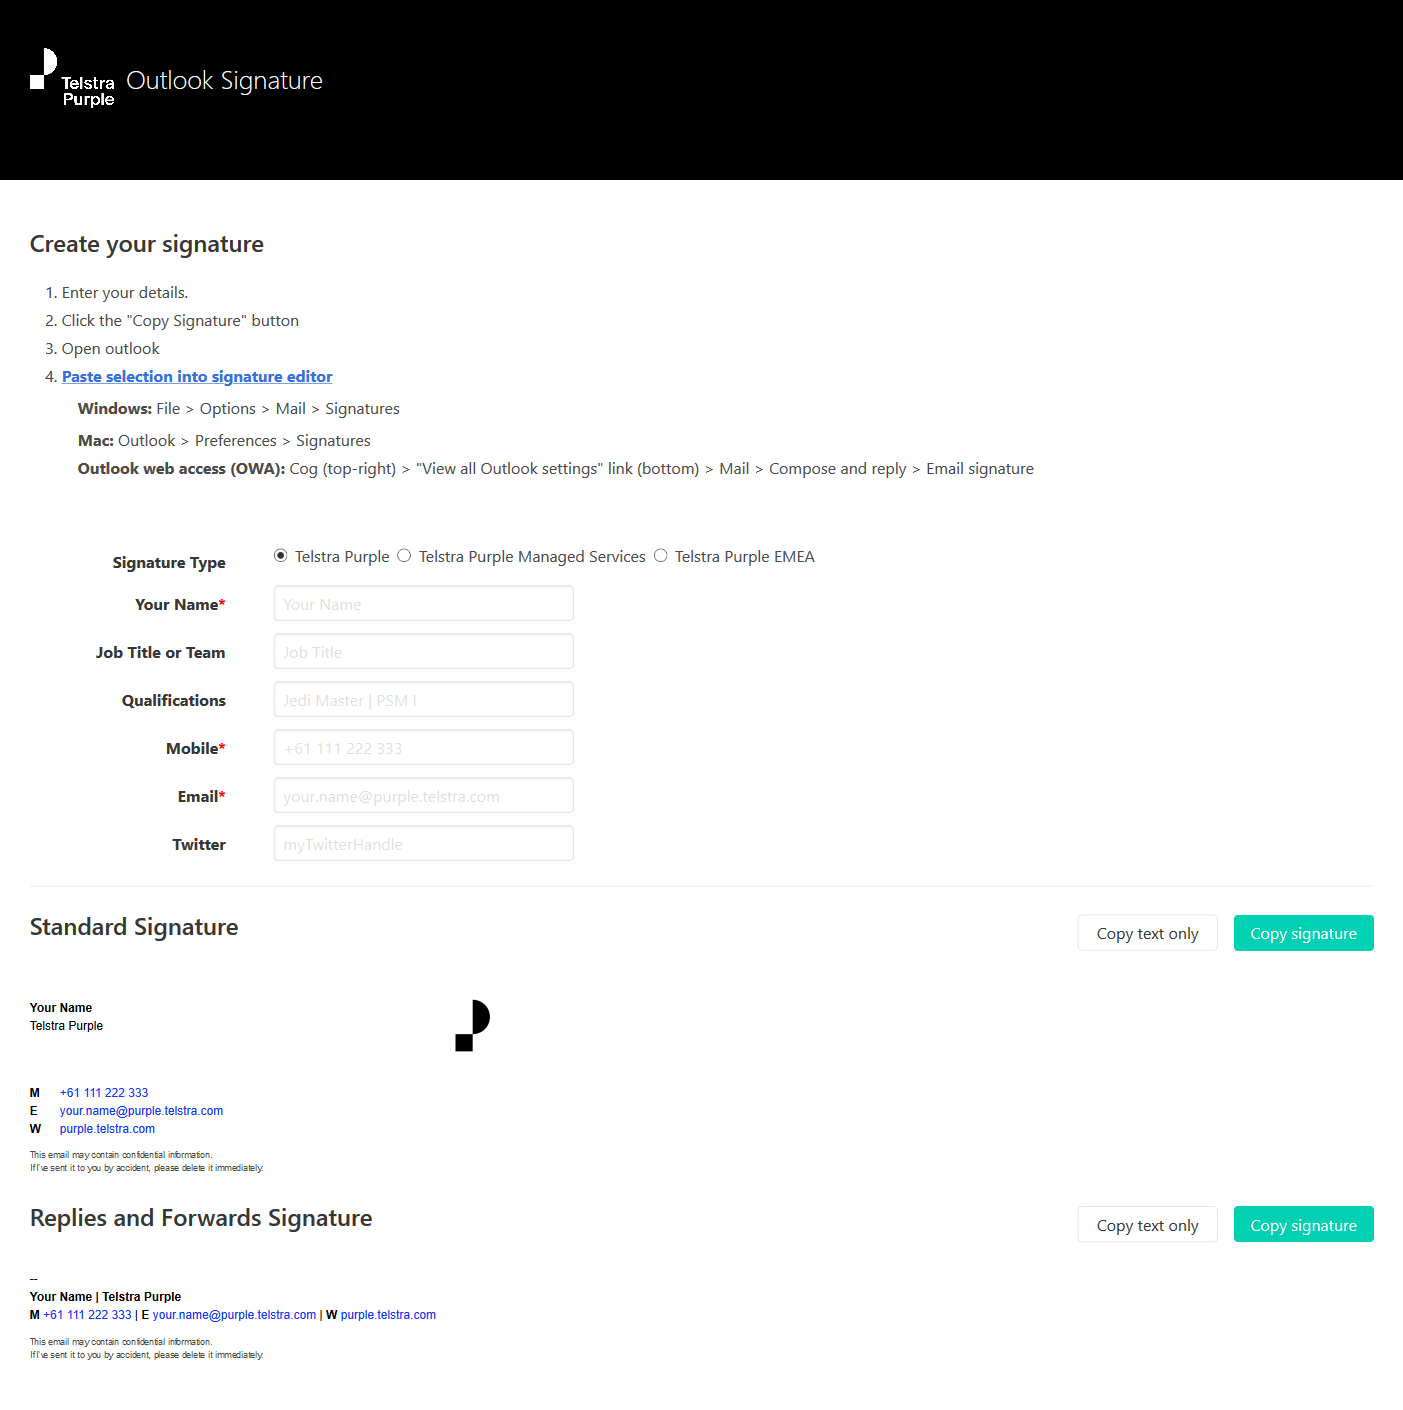 Telstra
Purple
Outlook Signature
Create your signature
1. Enter your details.
2. Click the "Copy Signature" button
3. Open outlook
4. Paste selection into signature editor
Windows: File > Options > Mail > Signatures
Mac: Outlook > Preferences > Signatures
Outlook web access (OWA): Cog (top-right) > "View all Outlook settings" link (bottom) > Mail > Compose and reply > Email signature
Signature Type Telstra Purple Telstra Purple Managed Services Telstra Purple EMEA
Your Name* Your Name
Job Title or Team Job Title
Qualifications Jedi Master | PSM I
Mobile* +61 111 222 333
Email* your.name@purple.telstra.com
Twitter myTwitterHandle
Standard Signature Copy text only Copy signature
Your Name
Telstra Purple
M +61 111 222 333
E your.name@purple.telstra.com
W purple.telstra.com
This email may contain confidential information.
If I've sent it to you by accident, please delete it immediately.
Replies and Forwards Signature Copy text only Copy signature
--
Your Name | Telstra Purple
M +61 111 222 333 | E your.name@purple.telstra.com | W purple.telstra.com
This email may contain confidential information.
If I've sent it to you by accident, please delete it immediately.